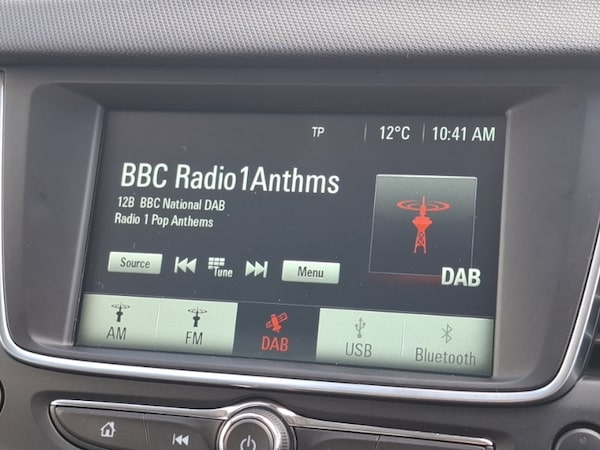 TP 12°C 10:41 AM
BBC Radio1Anthms
12B BBC National DAB
Radio 1 Pop Anthems
Source Tune Menu
DAB
AM FM DAB USB Bluetooth